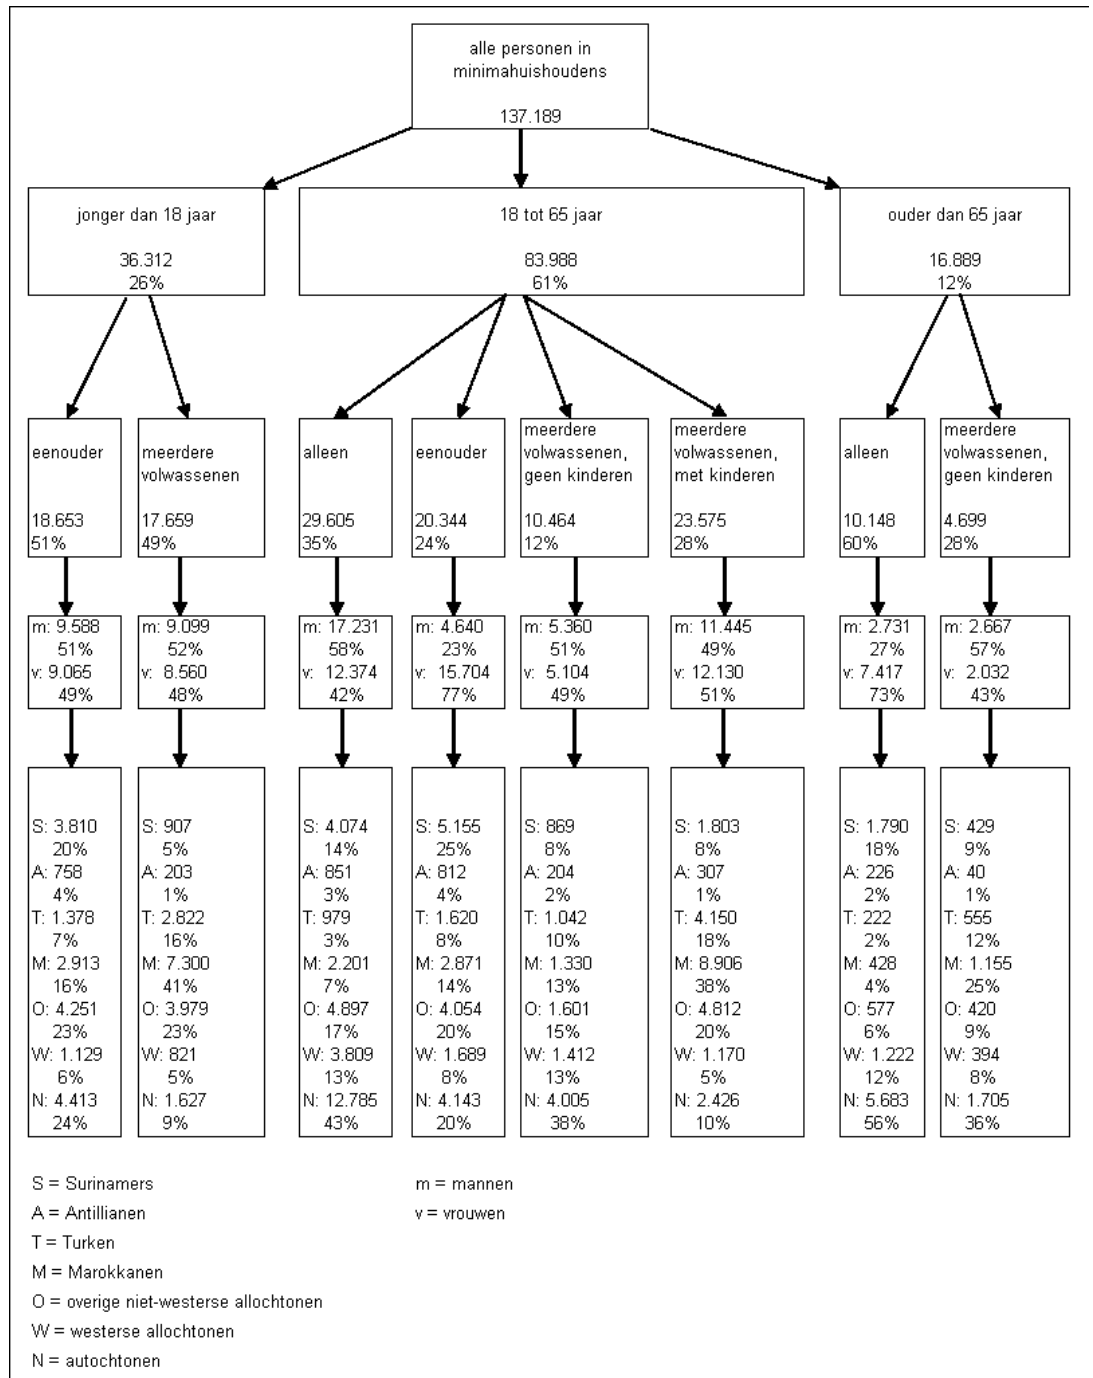 alle personen in
minimahuishoudens
137.189
jonger dan 18 jaar
36.312
26%
18 tot 65 jaar
83.988
61%
ouder dan 65 jaar
16.889
12%
eenouder
18.653
51%
meerdere
volwassenen
17.659
49%
alleen
29.605
35%
eenouder
20.344
24%
meerdere
volwassenen,
geen kinderen
10.464
12%
meerdere
volwassenen,
met kinderen
23.575
28%
alleen
10.148
60%
meerdere
volwassenen,
geen kinderen
4.699
28%
m: 9.588
51%
v: 9.065
49%
m: 9.099
52%
v: 8.560
48%
m: 17.231
58%
v: 12.374
42%
m: 4.640
23%
v: 15.704
77%
m: 5.360
51%
v: 5.104
49%
m: 11.445
49%
v: 12.130
51%
m: 2.731
27%
v: 7.417
73%
m: 2.667
57%
v: 2.032
43%
S: 3.810
20%
A: 758
4%
T: 1.378
7%
M: 2.913
16%
O: 4.251
23%
W: 1.129
6%
N: 4.413
24%
S: 907
5%
A: 203
1%
T: 2.822
16%
M: 7.300
41%
O: 3.979
23%
W: 821
5%
N: 1.627
9%
S: 4.074
14%
A: 851
3%
T: 979
3%
M: 2.201
7%
O: 4.897
17%
W: 3.809
13%
N: 12.785
43%
S: 5.155
25%
A: 812
4%
T: 1.620
8%
M: 2.871
14%
O: 4.054
20%
W: 1.689
8%
N: 4.143
20%
S: 869
8%
A: 204
2%
T: 1.042
10%
M: 1.330
13%
O: 1.601
15%
W: 1.412
13%
N: 4.005
38%
S: 1.803
8%
A: 307
1%
T: 4.150
18%
M: 8.906
38%
O: 4.812
20%
W: 1.170
5%
N: 2.426
10%
S: 1.790
18%
A: 226
2%
T: 222
2%
M: 428
4%
O: 577
6%
W: 1.222
12%
N: 5.683
56%
S: 429
9%
A: 40
1%
T: 555
12%
M: 1.155
25%
O: 420
9%
W: 394
8%
N: 1.705
36%
S = Surinamers
A = Antillianen
T = Turken
M = Marokkanen
O = overige niet-westerse allochtonen
W = westerse allochtonen
N = autochtonen
m = mannen
v = vrouwen